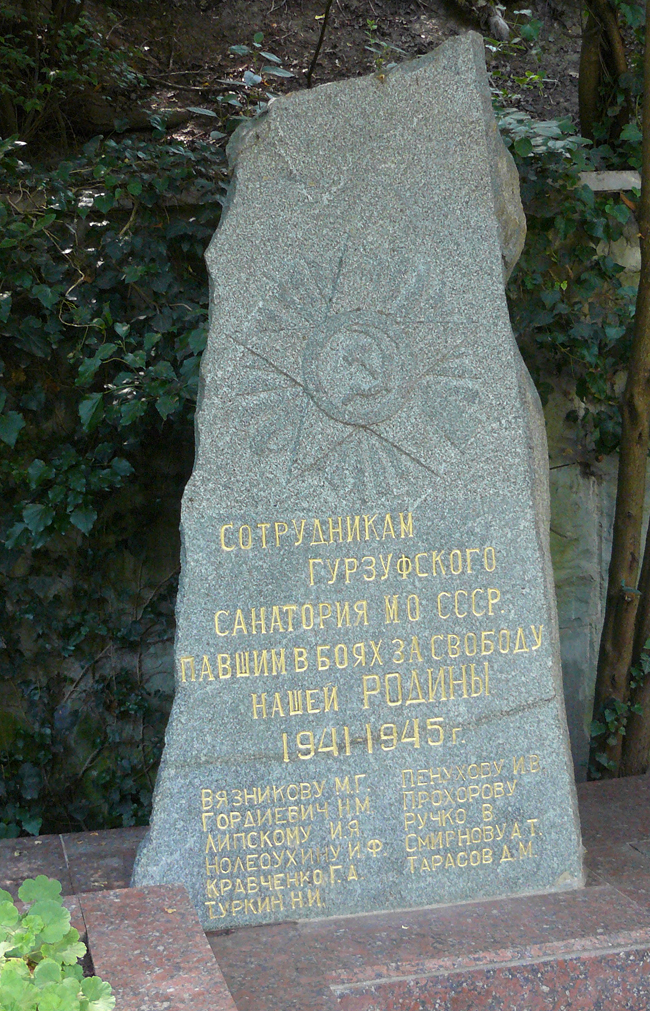 СОТРУДНИКАМ
ГУРЗУФСКОГО
САНАТОРИЯ МО СССР
ПАВШИМ В БОЯХ ЗА СВОБОДУ
НАШЕЙ РОДИНЫ
1941-1945 г.
ВЯЗНИКОВУ М.Г.
ГОРДИЕВИЧ Н.М
ЛИПСКОМУ И.Я.
И.Ф
КРАВЧЕНКО Г.А.
ТУРКИН Н.И.
ПЕНУХОВУ И.В.
ПРОХОРОВУ
РУЧКО В
СМИРНОВУ А.Т.
ТАРАСОВ Д.М.